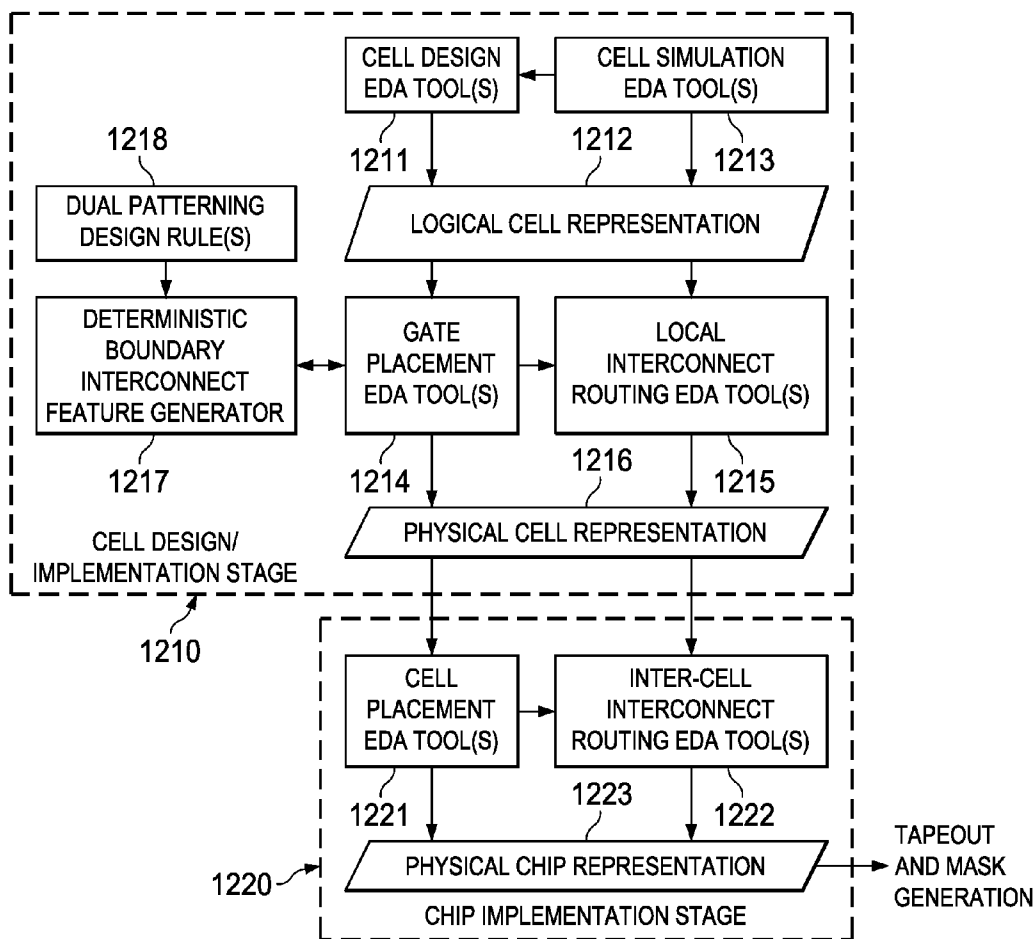 CELL DESIGN
EDA TOOL(S)
CELL SIMULATION
EDA TOOL(S)
1218
1211
1212
1213
DUAL PATTERNING
DESIGN RULE(S)
LOGICAL CELL REPRESENTATION
DETERMINISTIC
BOUNDARY
INTERCONNECT
FEATURE GENERATOR
GATE
PLACEMENT
EDA TOOL(S)
LOCAL
INTERCONNECT
ROUTING EDA TOOL(S)
1217
1214
1216
1215
PHYSICAL CELL REPRESENTATION
CELL DESIGN/
IMPLEMENTATION STAGE
1210
CELL
PLACEMENT
EDA TOOL(S)
INTER-CELL
INTERCONNECT
ROUTING EDA TOOL(S)
1221
1223
1222
PHYSICAL CHIP REPRESENTATION
TAPEOUT
AND MASK
GENERATION
1220
CHIP IMPLEMENTATION STAGE